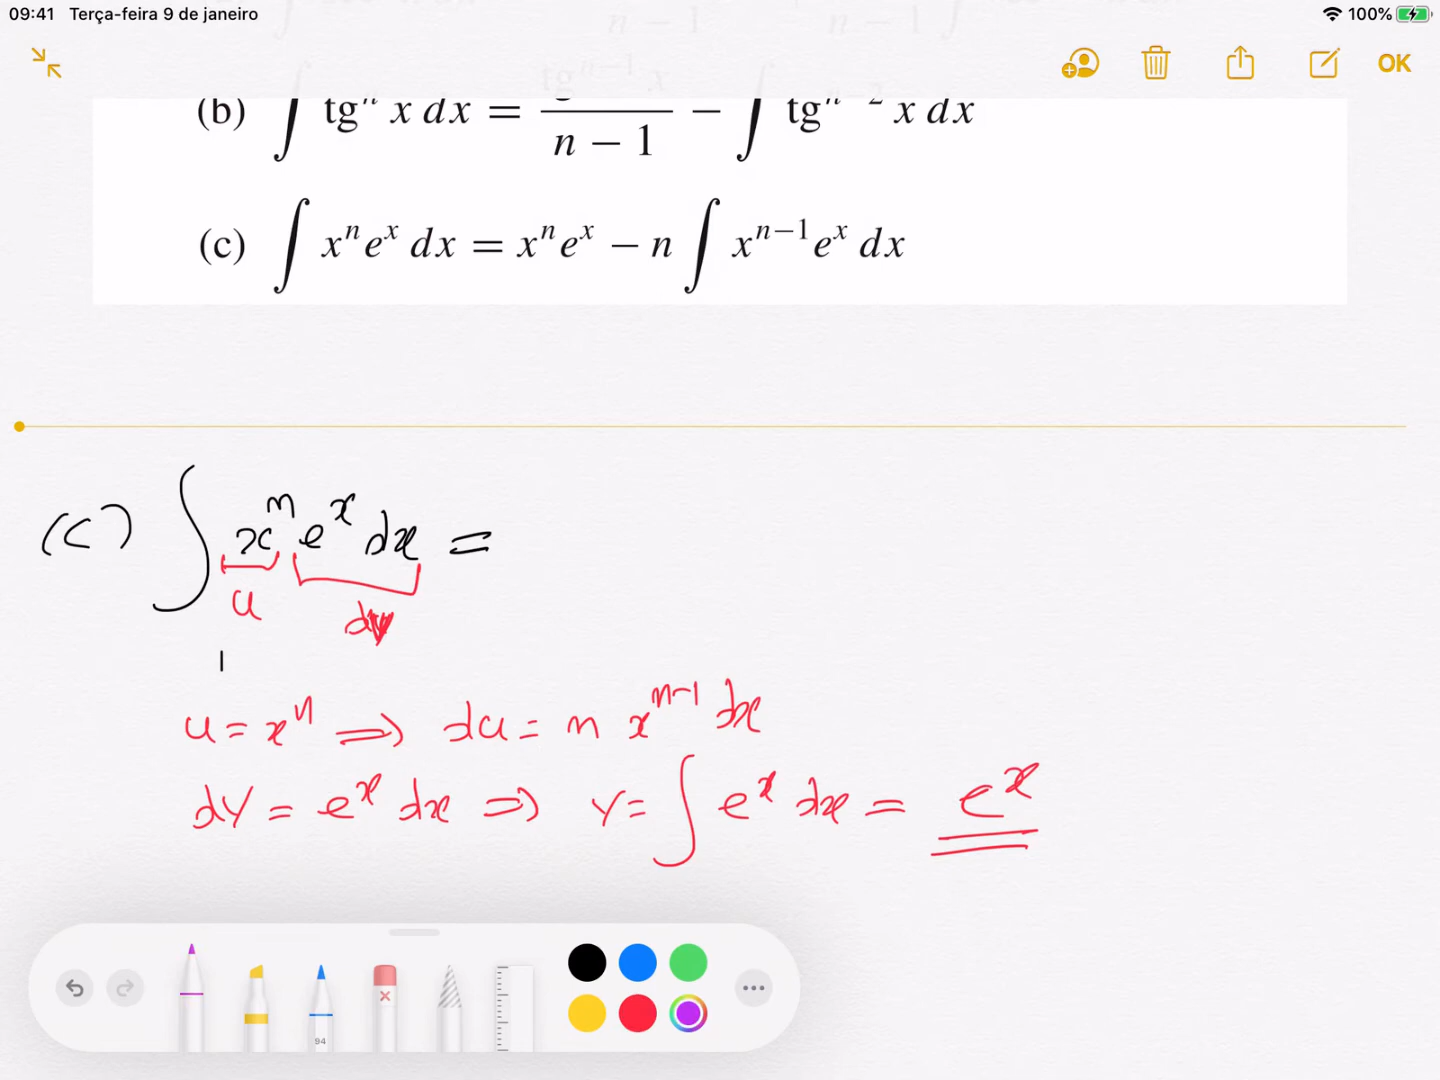 09:41 Terça-feira 9 de janeiro 100%
OK
(b) ∫ tgⁿ x dx = tgⁿ⁻¹ x / n − 1 − ∫ tgⁿ⁻² x dx
(c) ∫ xⁿeˣ dx = xⁿeˣ − n ∫ xⁿ⁻¹eˣ dx
(c) ∫ xⁿ eˣ dx =
u dv
u = xⁿ ⟹ du = n xⁿ⁻¹ dx
dv = eˣ dx ⟹ v = ∫ eˣ dx = eˣ
94